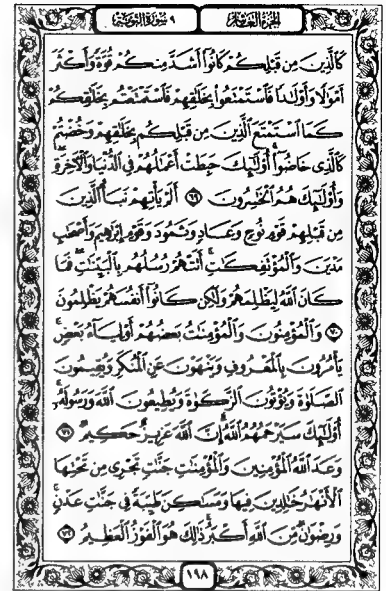 الجزء العاشر
٩ سورة التوبة
كَالَّذِينَ مِن قَبْلِكُمْ كَانُوٓا۟ أَشَدَّ مِنكُمْ قُوَّةً وَأَكْثَرَ
أَمْوَٰلًا وَأَوْلَٰدًا فَٱسْتَمْتَعُوا۟ بِخَلَٰقِهِمْ فَٱسْتَمْتَعْتُم بِخَلَٰقِكُمْ
كَمَا ٱسْتَمْتَعَ ٱلَّذِينَ مِن قَبْلِكُم بِخَلَٰقِهِمْ وَخُضْتُمْ
كَٱلَّذِى خَاضُوٓا۟ أُو۟لَٰٓئِكَ حَبِطَتْ أَعْمَٰلُهُمْ فِى ٱلدُّنْيَا وَٱلْءَاخِرَةِ
وَأُو۟لَٰٓئِكَ هُمُ ٱلْخَٰسِرُونَ ٦٩ أَلَمْ يَأْتِهِمْ نَبَأُ ٱلَّذِينَ
مِن قَبْلِهِمْ قَوْمِ نُوحٍ وَعَادٍ وَثَمُودَ وَقَوْمِ إِبْرَٰهِيمَ وَأَصْحَٰبِ
مَدْيَنَ وَٱلْمُؤْتَفِكَٰتِ أَتَتْهُمْ رُسُلُهُم بِٱلْبَيِّنَٰتِ فَمَا
كَانَ ٱللَّهُ لِيَظْلِمَهُمْ وَلَٰكِن كَانُوٓا۟ أَنفُسَهُمْ يَظْلِمُونَ
٧٠ وَٱلْمُؤْمِنُونَ وَٱلْمُؤْمِنَٰتُ بَعْضُهُمْ أَوْلِيَآءُ بَعْضٍ
يَأْمُرُونَ بِٱلْمَعْرُوفِ وَيَنْهَوْنَ عَنِ ٱلْمُنكَرِ وَيُقِيمُونَ
ٱلصَّلَوٰةَ وَيُؤْتُونَ ٱلزَّكَوٰةَ وَيُطِيعُونَ ٱللَّهَ وَرَسُولَهُۥٓ
أُو۟لَٰٓئِكَ سَيَرْحَمُهُمُ ٱللَّهُ إِنَّ ٱللَّهَ عَزِيزٌ حَكِيمٌ ٧١
وَعَدَ ٱللَّهُ ٱلْمُؤْمِنِينَ وَٱلْمُؤْمِنَٰتِ جَنَّٰتٍ تَجْرِى مِن تَحْتِهَا
ٱلْأَنْهَٰرُ خَٰلِدِينَ فِيهَا وَمَسَٰكِنَ طَيِّبَةً فِى جَنَّٰتِ عَدْنٍ
وَرِضْوَٰنٌ مِّنَ ٱللَّهِ أَكْبَرُ ذَٰلِكَ هُوَ ٱلْفَوْزُ ٱلْعَظِيمُ ٧٢
١٩٨